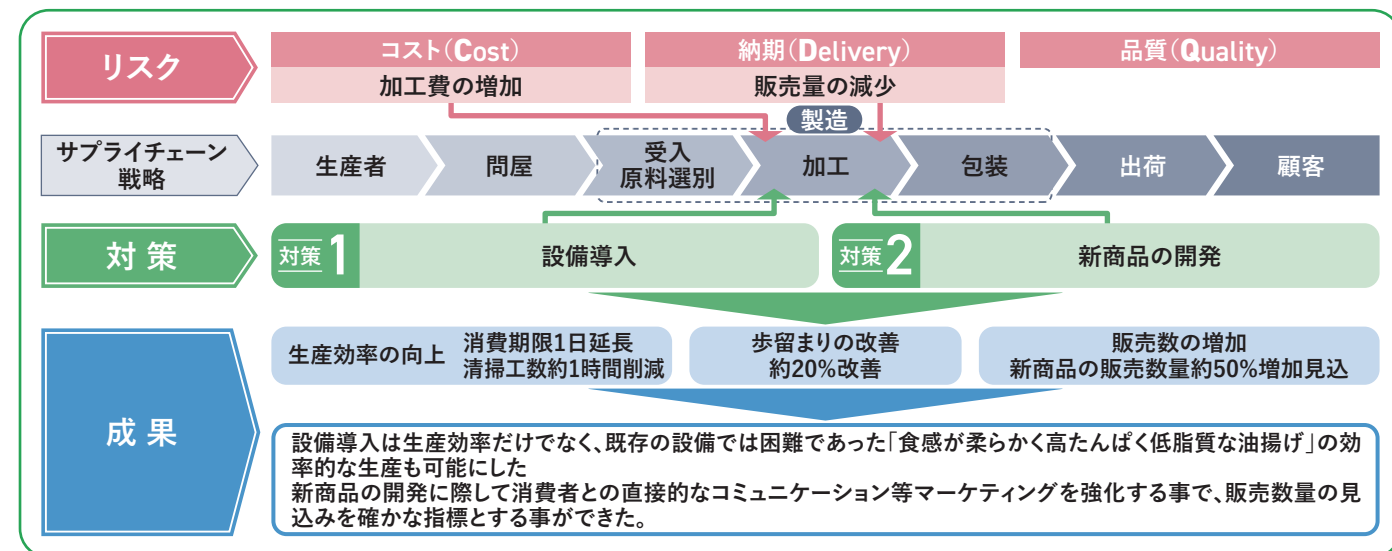 リスク
コスト(Cost)
加工費の増加
納期(Delivery)
販売量の減少
品質(Quality)
製造
サプライチェーン
戦略
生産者
問屋
受入
原料選別
加工
包装
出荷
顧客
対策
対策1
設備導入
対策2
新商品の開発
成果
生産効率の向上
消費期限1日延長
清掃工数約1時間削減
歩留まりの改善
約20%改善
販売数の増加
新商品の販売数量約50%増加見込
設備導入は生産効率だけでなく、既存の設備では困難であった「食感が柔らかく高たんぱく低脂質な油揚げ」の効
率的な生産も可能にした
新商品の開発に際して消費者との直接的なコミュニケーション等マーケティングを強化する事で、販売数量の見
込みを確かな指標とする事ができた。